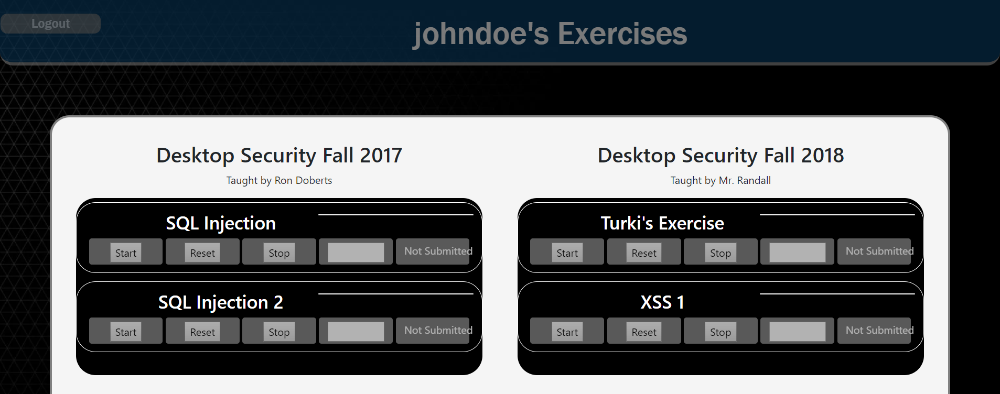 Logout
johndoe's Exercises
Desktop Security Fall 2017
Taught by Ron Doberts
SQL Injection
Start Reset Stop Not Submitted
SQL Injection 2
Start Reset Stop Not Submitted
Desktop Security Fall 2018
Taught by Mr. Randall
Turki's Exercise
Start Reset Stop Not Submitted
XSS 1
Start Reset Stop Not Submitted